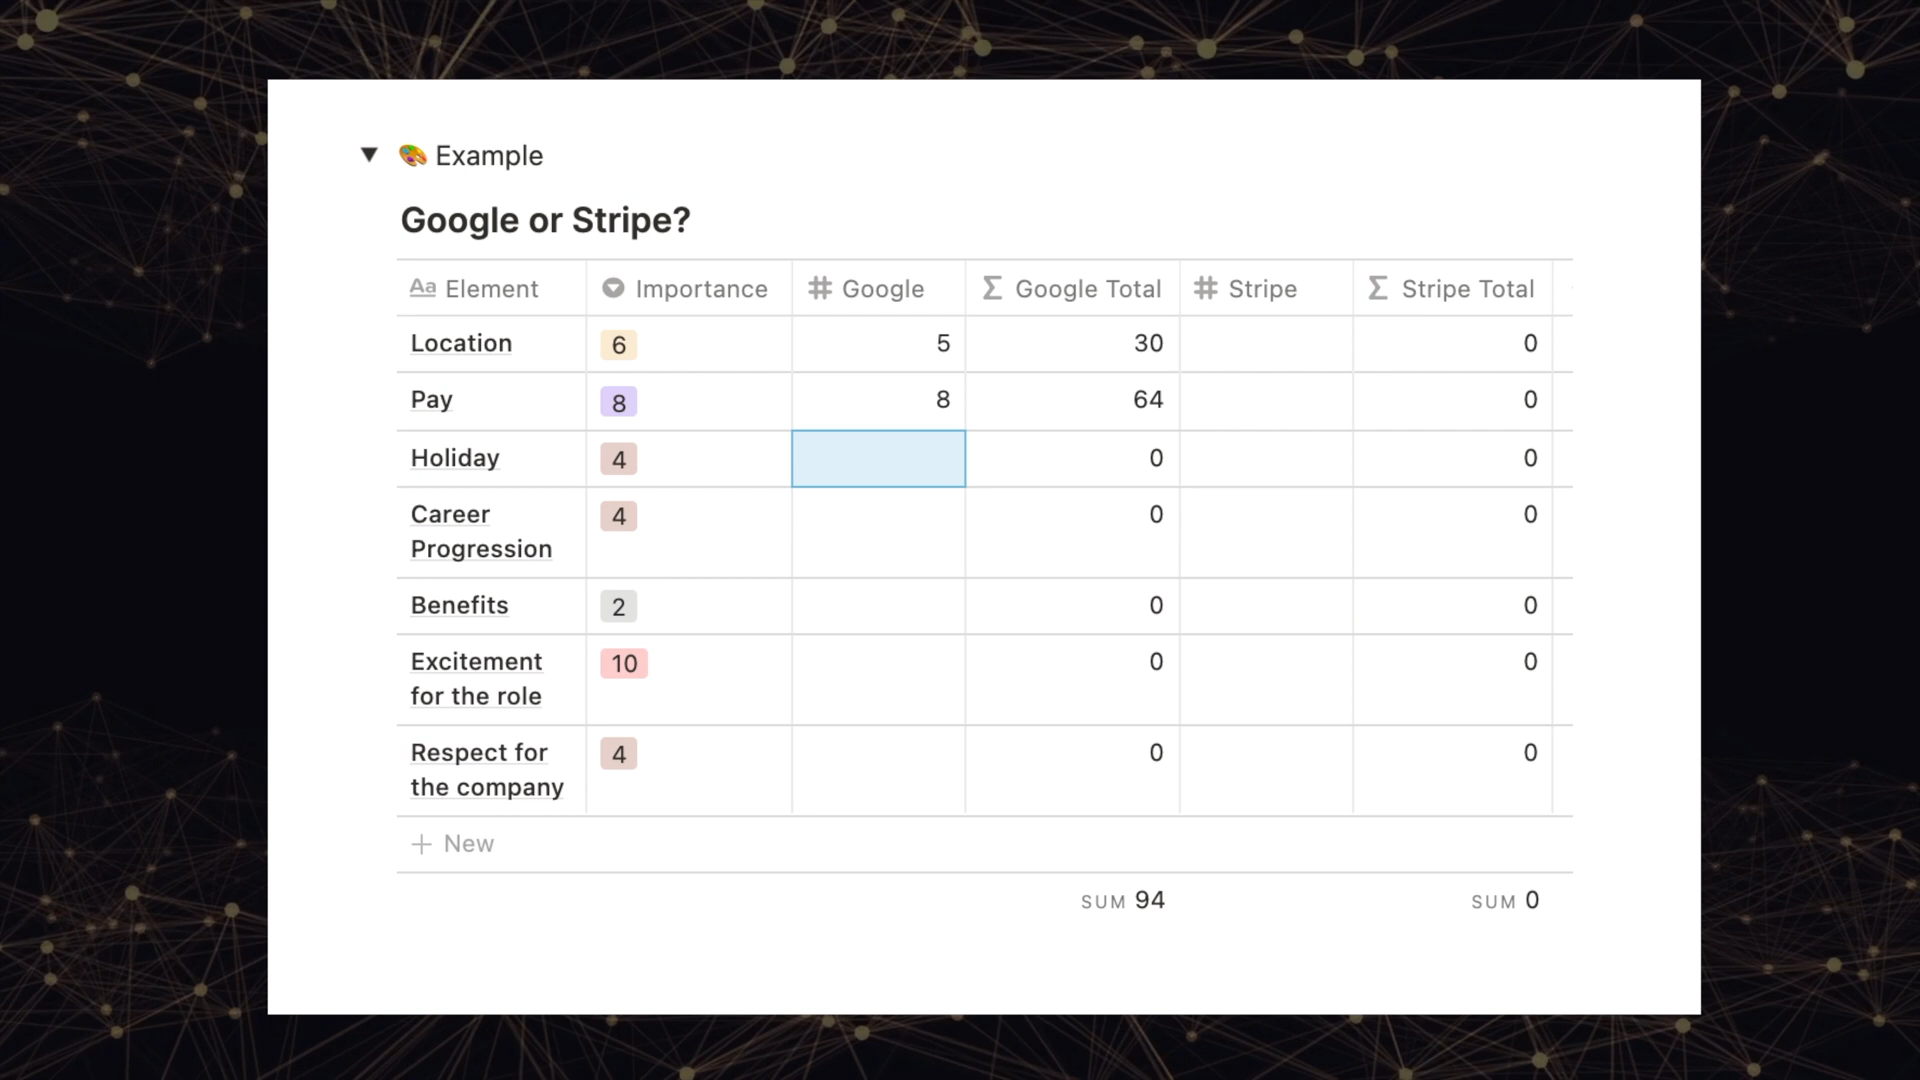 Example
Google or Stripe?
Aa Element Importance # Google Σ Google Total # Stripe Σ Stripe Total
Location 6 5 30 0
Pay 8 8 64 0
Holiday 4 0 0
Career 4 0 0
Progression
Benefits 2 0 0
Excitement 10 0 0
for the role
Respect for 4 0 0
the company
+ New
SUM 94 SUM 0